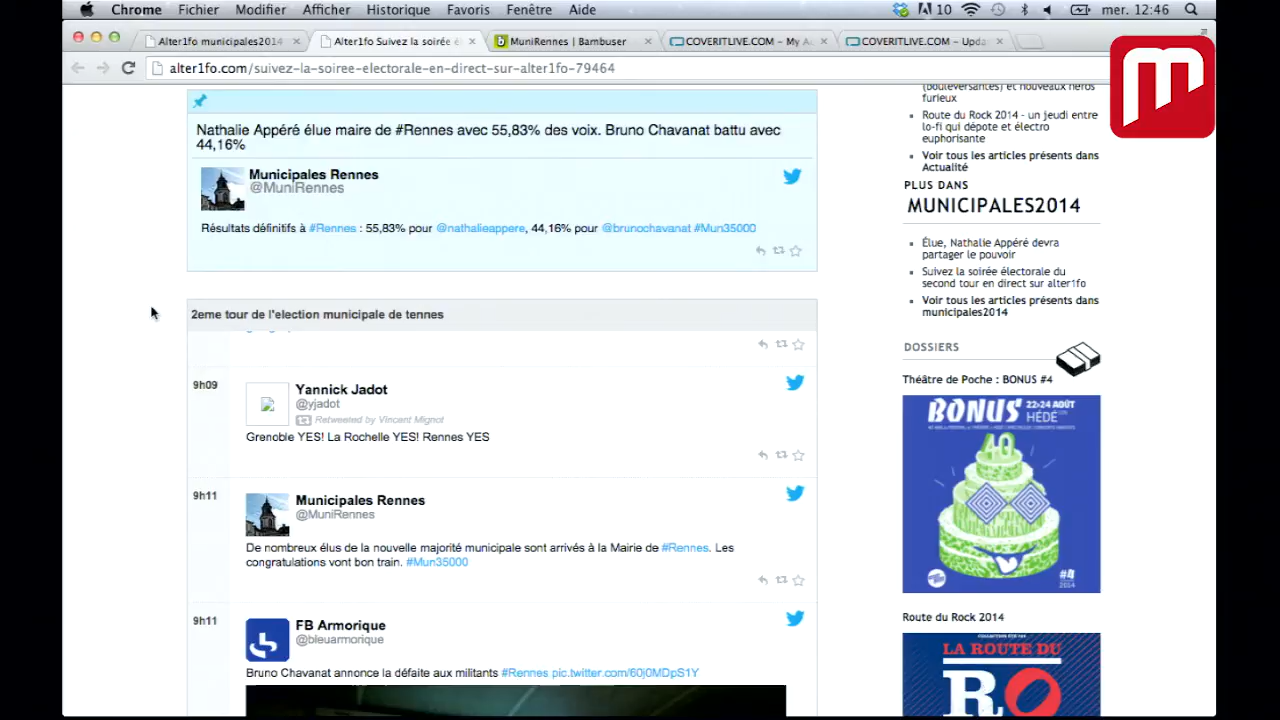 Chrome Fichier Modifier Afficher Historique Favoris Fenêtre Aide 10 mer. 12:46
Alter1fo municipales2014 Alter1fo Suivez la soirée é MuniRennes | Bambuser COVERITLIVE.COM - My A COVERITLIVE.COM - Upda
alter1fo.com/suivez-la-soiree-electorale-en-direct-sur-alter1fo-79464
Nathalie Appéré élue maire de #Rennes avec 55,83% des voix. Bruno Chavanat battu avec
44,16%
Municipales Rennes
@MuniRennes
Résultats définitifs à #Rennes : 55,83% pour @nathalieappere, 44,16% pour @brunochavanat #Mun35000
2eme tour de l'election municipale de tennes
9h09
Yannick Jadot
@yjadot
Retweeted by Vincent Mignot
Grenoble YES! La Rochelle YES! Rennes YES
9h11
Municipales Rennes
@MuniRennes
De nombreux élus de la nouvelle majorité municipale sont arrivés à la Mairie de #Rennes. Les
congratulations vont bon train. #Mun35000
9h11
FB Armorique
@bleuarmorique
Bruno Chavanat annonce la défaite aux militants #Rennes pic.twitter.com/60j0MDpS1Y
(bouleversantes) et nouveaux héros
furieux
Route du Rock 2014 - un jeudi entre
lo-fi qui dépote et électro
euphorisante
Voir tous les articles présents dans
Actualité
PLUS DANS
MUNICIPALES2014
Élue, Nathalie Appéré devra
partager le pouvoir
Suivez la soirée électorale du
second tour en direct sur alter1fo
Voir tous les articles présents dans
municipales2014
DOSSIERS
Théâtre de Poche : BONUS #4
BONUS 22-24 AOÛT
HÉDÉ
40
#4
2014
Route du Rock 2014
LA ROUTE DU
RO
M